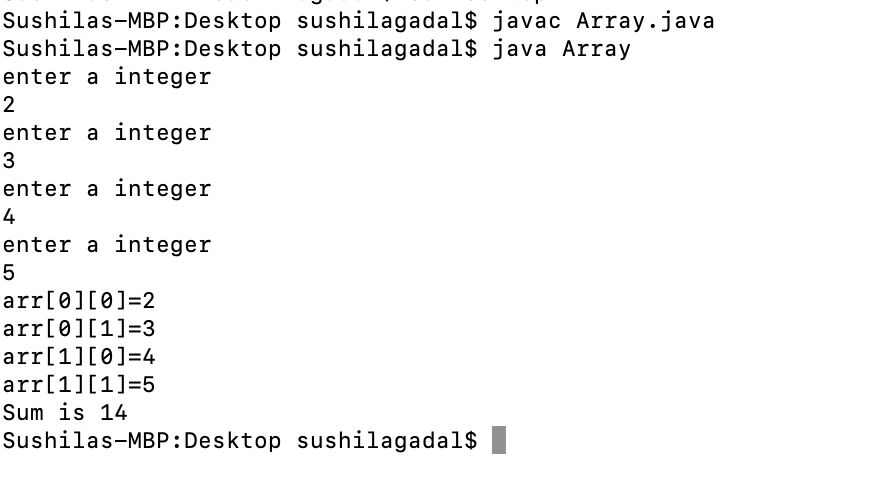 Sushilas-MBP:Desktop sushilagadal$ javac Array.java
Sushilas-MBP:Desktop sushilagadal$ java Array
enter a integer
2
enter a integer
3
enter a integer
4
enter a integer
5
arr[0][0]=2
arr[0][1]=3
arr[1][0]=4
arr[1][1]=5
Sum is 14
Sushilas-MBP:Desktop sushilagadal$